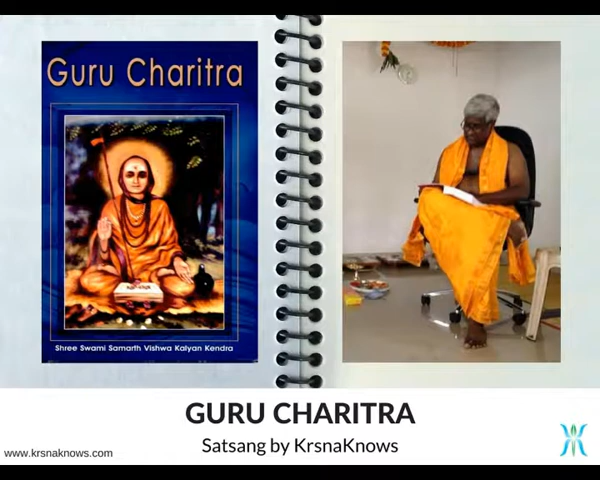 Guru Charitra
Shree Swami Samarth Vishwa Kalyan Kendra
GURU CHARITRA
Satsang by KrsnaKnows
www.krsnaknows.com